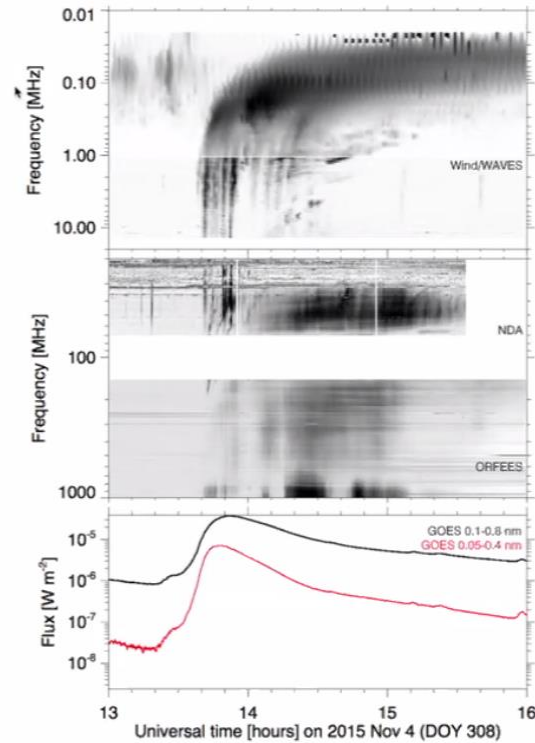 0.01
0.10
1.00
10.00
Frequency [MHz]
Wind/WAVES
100
1000
Frequency [MHz]
NDA
ORFEES
10-5
10-6
10-7
10-8
Flux [W m-2]
GOES 0.1-0.8 nm
GOES 0.05-0.4 nm
13 14 15 16
Universal time [hours] on 2015 Nov 4 (DOY 308)